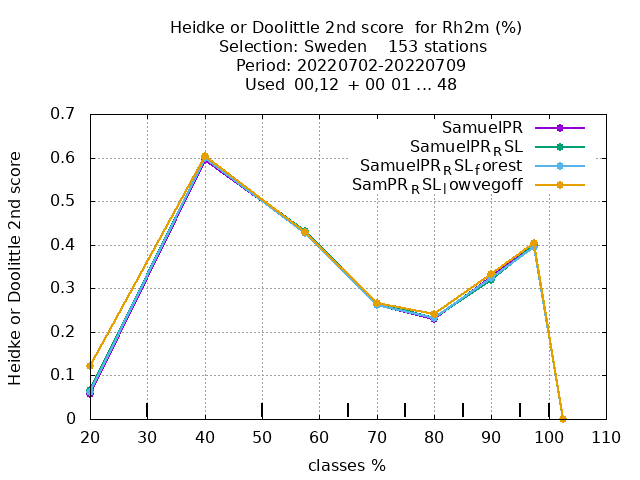 Heidke or Doolittle 2nd score  for Rh2m (%)
Selection: Sweden    153 stations
Period: 20220702-20220709
Used  00,12  + 00 01 ... 48
Heidke or Doolittle 2nd score
0.7
0.6
0.5
0.4
0.3
0.2
0.1
0
SamuelPR
SamuelPR_RSL
SamuelPR_RSL_forest
SamPR_RSL_lowvegoff
20 30 40 50 60 70 80 90 100 110
classes %